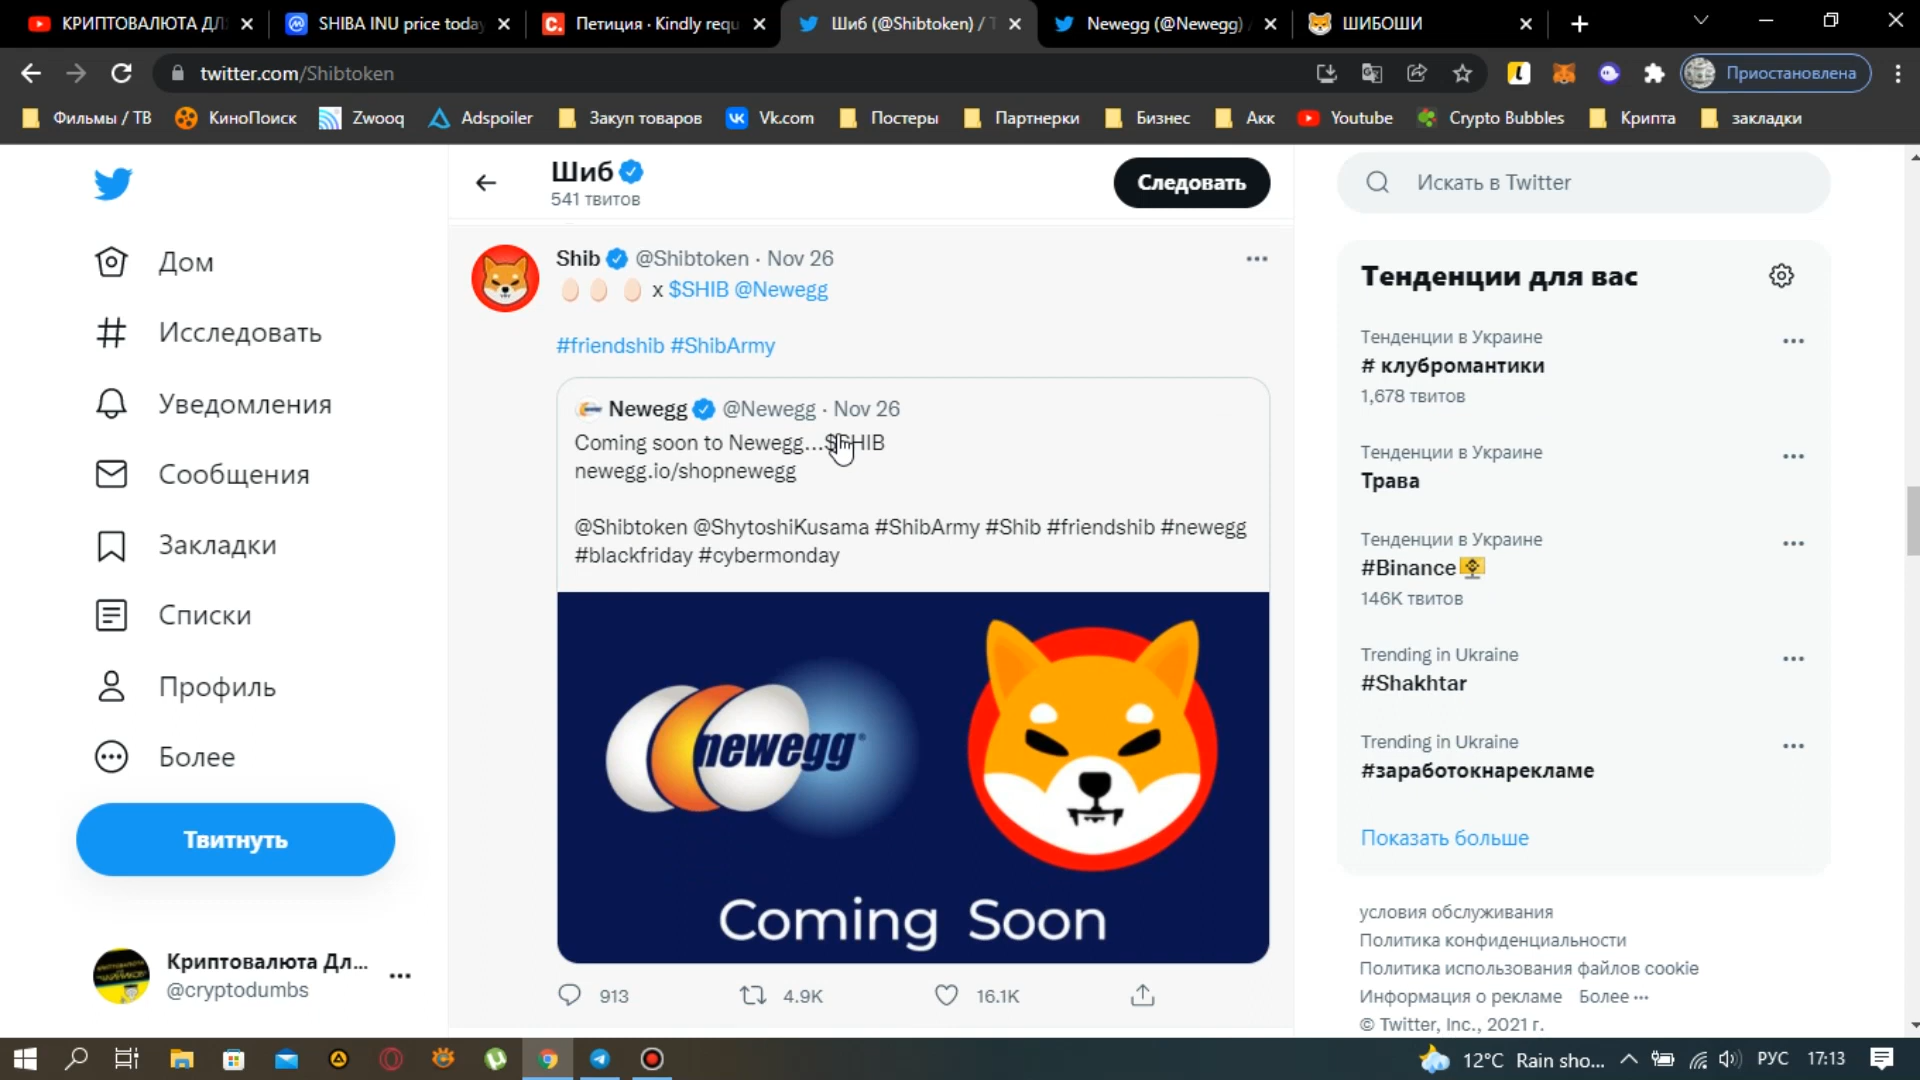 КРИПТОВАЛЮТА ДЛ
SHIBA INU price today
Петиция · Kindly requ
Шиб (@Shibtoken) / T
Newegg (@Newegg) /
ШИБОШИ
twitter.com/Shibtoken
Приостановлена
Фильмы / ТВ
КиноПоиск
Zwooq
Adspoiler
Закуп товаров
Vk.com
Постеры
Партнерки
Бизнес
Акк
Youtube
Crypto Bubbles
Крипта
закладки
Дом
Исследовать
Уведомления
Сообщения
Закладки
Списки
Профиль
Более
Твитнуть
Криптовалюта Дл...
@cryptodumbs
Шиб
541 твитов
Следовать
Shib @Shibtoken · Nov 26
x $SHIB @Newegg
#friendshib #ShibArmy
Newegg @Newegg · Nov 26
Coming soon to Newegg...$SHIB
newegg.io/shopnewegg
@Shibtoken @ShytoshiKusama #ShibArmy #Shib #friendshib #newegg
#blackfriday #cybermonday
newegg
Coming Soon
913
4.9K
16.1K
Искать в Twitter
Тенденции для вас
Тенденции в Украине
# клубромантики
1,678 твитов
Тенденции в Украине
Трава
Тенденции в Украине
#Binance
146K твитов
Trending in Ukraine
#Shakhtar
Trending in Ukraine
#заработокнарекламе
Показать больше
условия обслуживания
Политика конфиденциальности
Политика использования файлов cookie
Информация о рекламе Более ···
© Twitter, Inc., 2021 г.
12°C Rain sho...
РУС
17:13